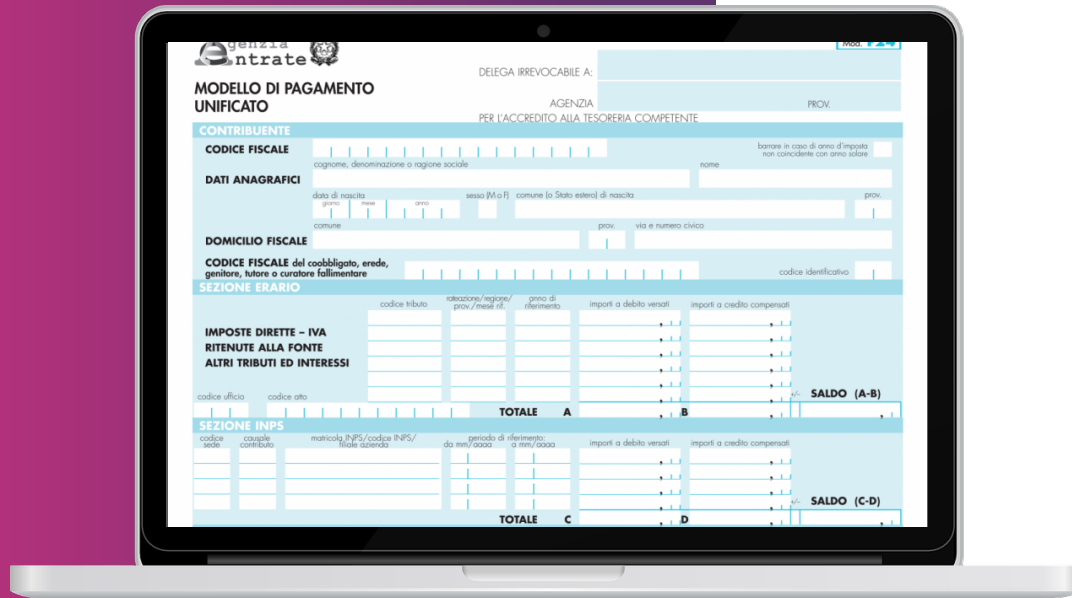 genzia
ntrate
Mod. F24
DELEGA IRREVOCABILE A:
MODELLO DI PAGAMENTO
UNIFICATO
AGENZIA
PROV.
PER L'ACCREDITO ALLA TESORERIA COMPETENTE
CONTRIBUENTE
CODICE FISCALE
barrare in caso di anno d'imposta
non coincidente con anno solare
cognome, denominazione o ragione sociale
nome
DATI ANAGRAFICI
data di nascita
sesso (M o F)
comune (o Stato estero) di nascita
prov.
giorno
mese
anno
comune
prov.
via e numero civico
DOMICILIO FISCALE
CODICE FISCALE del coobbligato, erede,
genitore, tutore o curatore fallimentare
codice identificativo
SEZIONE ERARIO
codice tributo
rateazione/regione/
prov./mese rif.
anno di
riferimento
importi a debito versati
importi a credito compensati
IMPOSTE DIRETTE – IVA
RITENUTE ALLA FONTE
ALTRI TRIBUTI ED INTERESSI
codice ufficio
codice atto
+/-
SALDO (A-B)
TOTALE A
B
SEZIONE INPS
codice
sede
causale
contributo
matricola INPS/codice INPS/
filiale azienda
periodo di riferimento:
da mm/aaaa
a mm/aaaa
importi a debito versati
importi a credito compensati
+/-
SALDO (C-D)
TOTALE C
D